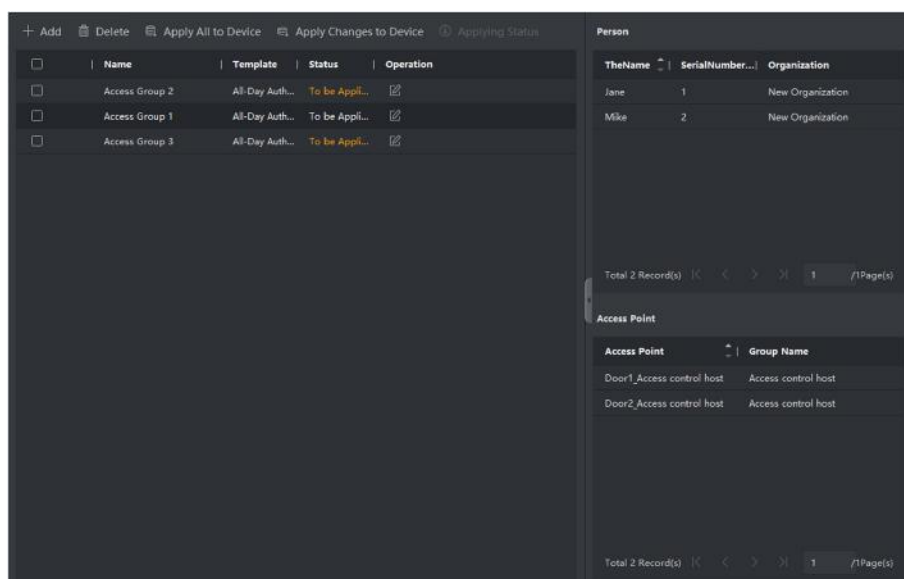 Add Delete Apply All to Device Apply Changes to Device Applying Status
Name Template Status Operation
Access Group 2 All-Day Auth... To be Appli...
Access Group 1 All-Day Auth... To be Appli...
Access Group 3 All-Day Auth... To be Appli...
Person
TheName SerialNumber... Organization
Jane 1 New Organization
Mike 2 New Organization
Total 2 Record(s) 1 /1Page(s)
Access Point
Access Point Group Name
Door1_Access control host Access control host
Door2_Access control host Access control host
Total 2 Record(s) 1 /1Page(s)